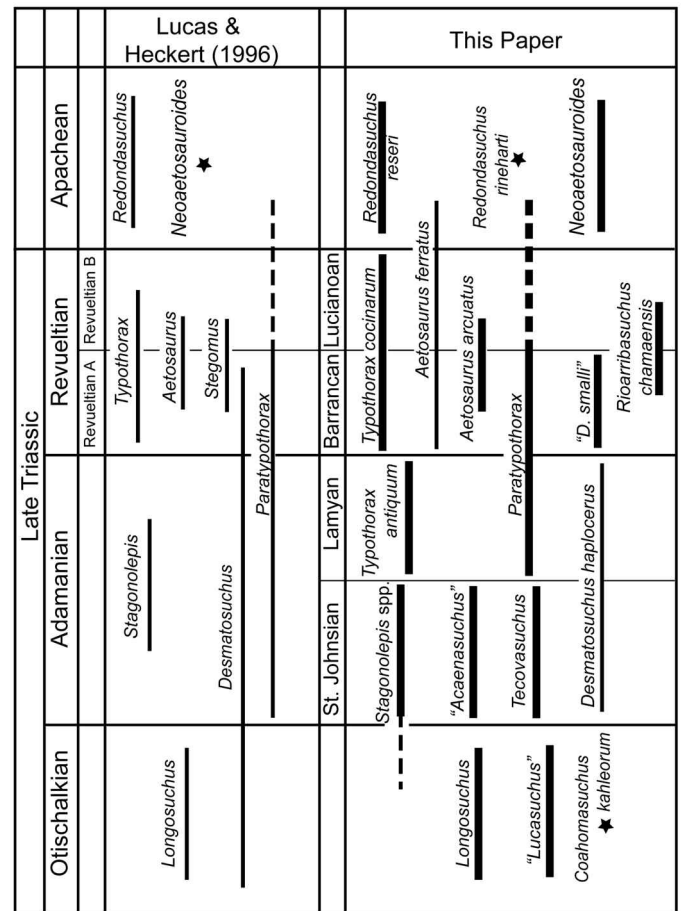 Lucas &
Heckert (1996)
This Paper
Late Triassic
Apachean
Redondasuchus
Neoaetosauroides
Redondasuchus
reseri
Redondasuchus
rineharti
Neoaetosauroides
Revueltian
Revueltian B
Revueltian A
Typothorax
Aetosaurus
Stegomus
Paratypothorax
Lucianoan
Barrancan
Typothorax cocinarum
Aetosaurus ferratus
Aetosaurus arcuatus
Paratypothorax
"D. smalli"
Rioarribasuchus
chamaensis
Adamanian
Stagonolepis
Desmatosuchus
Lamyan
Typothorax
antiquum
Desmatosuchus haplocerus
St. Johnsian
Stagonolepis spp.
"Acaenasuchus"
Tecovasuchus
Otischalkian
Longosuchus
Longosuchus
"Lucasuchus"
Coahomasuchus
kahleorum